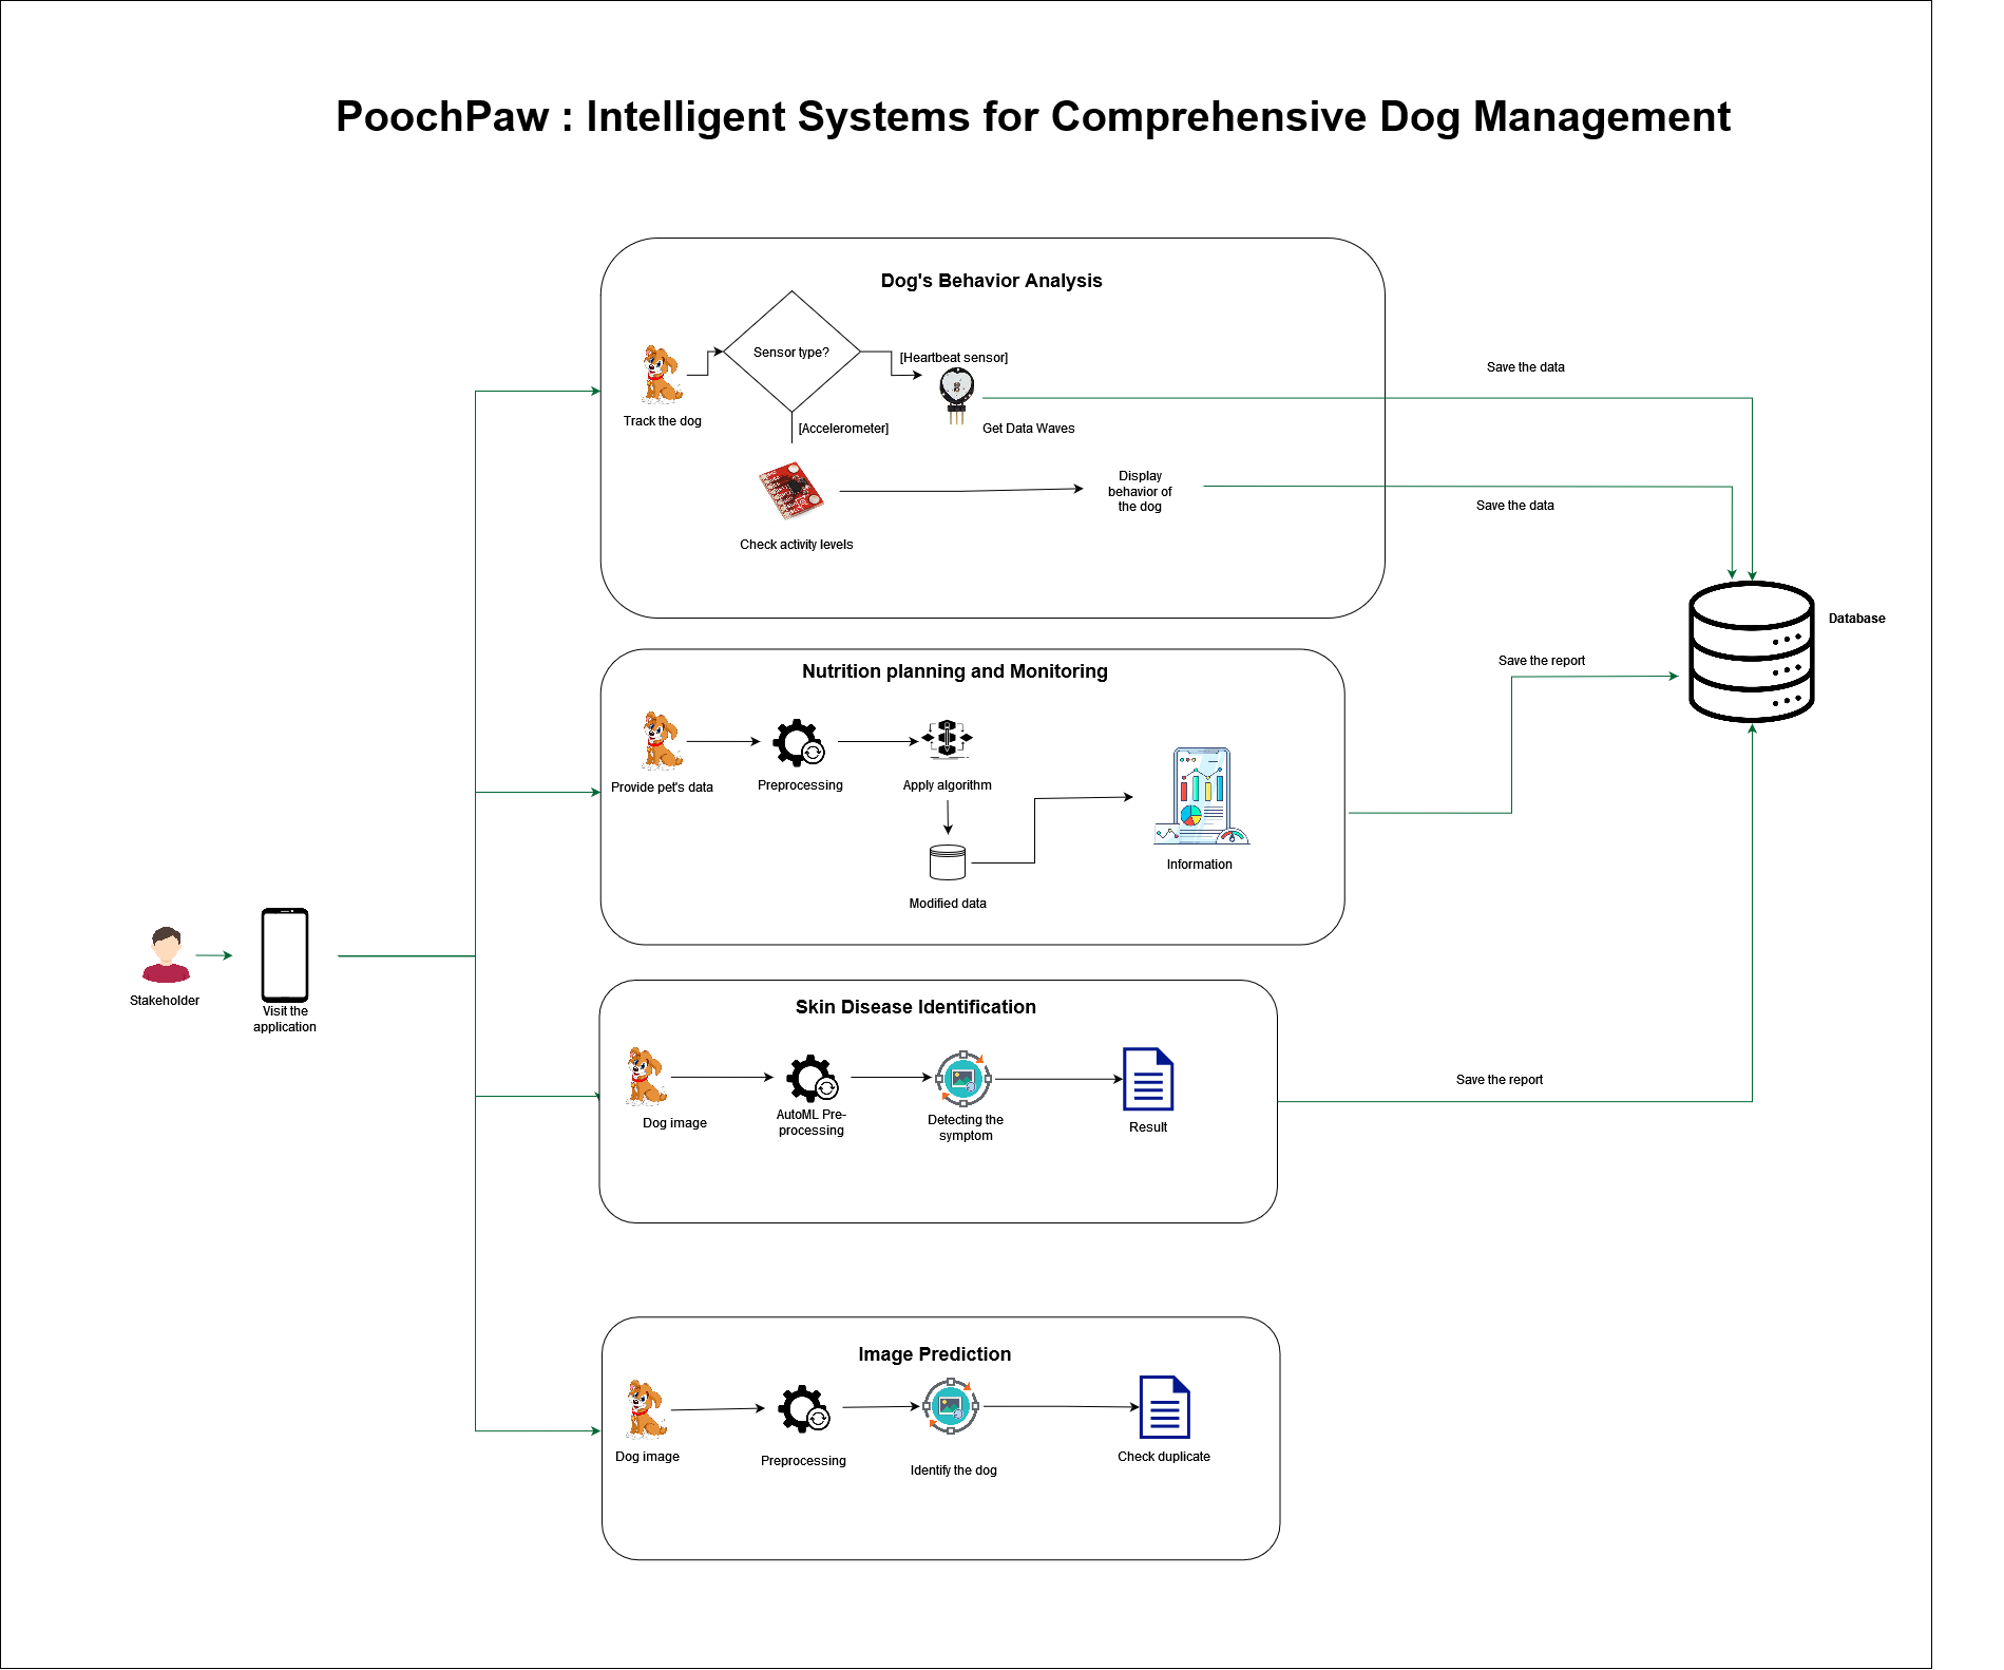 PoochPaw : Intelligent Systems for Comprehensive Dog Management
Dog's Behavior Analysis
Sensor type?
[Heartbeat sensor]
Track the dog
[Accelerometer]
Get Data Waves
Save the data
Display
behavior of
the dog
Save the data
Check activity levels
Database
Nutrition planning and Monitoring
Save the report
Provide pet's data
Preprocessing
Apply algorithm
Information
Modified data
Stakeholder
Visit the
application
Skin Disease Identification
Dog image
AutoML Pre-
processing
Detecting the
symptom
Result
Save the report
Image Prediction
Dog image
Preprocessing
Identify the dog
Check duplicate